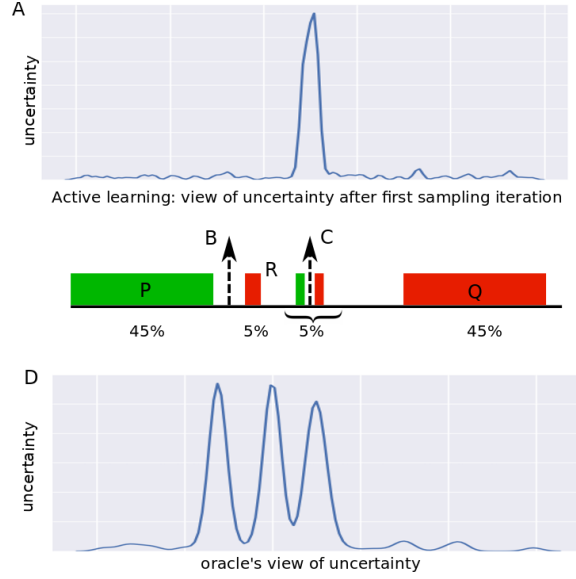 A
uncertainty
Active learning: view of uncertainty after first sampling iteration
B
C
R
P
Q
45%
5%
5%
45%
D
uncertainty
oracle's view of uncertainty